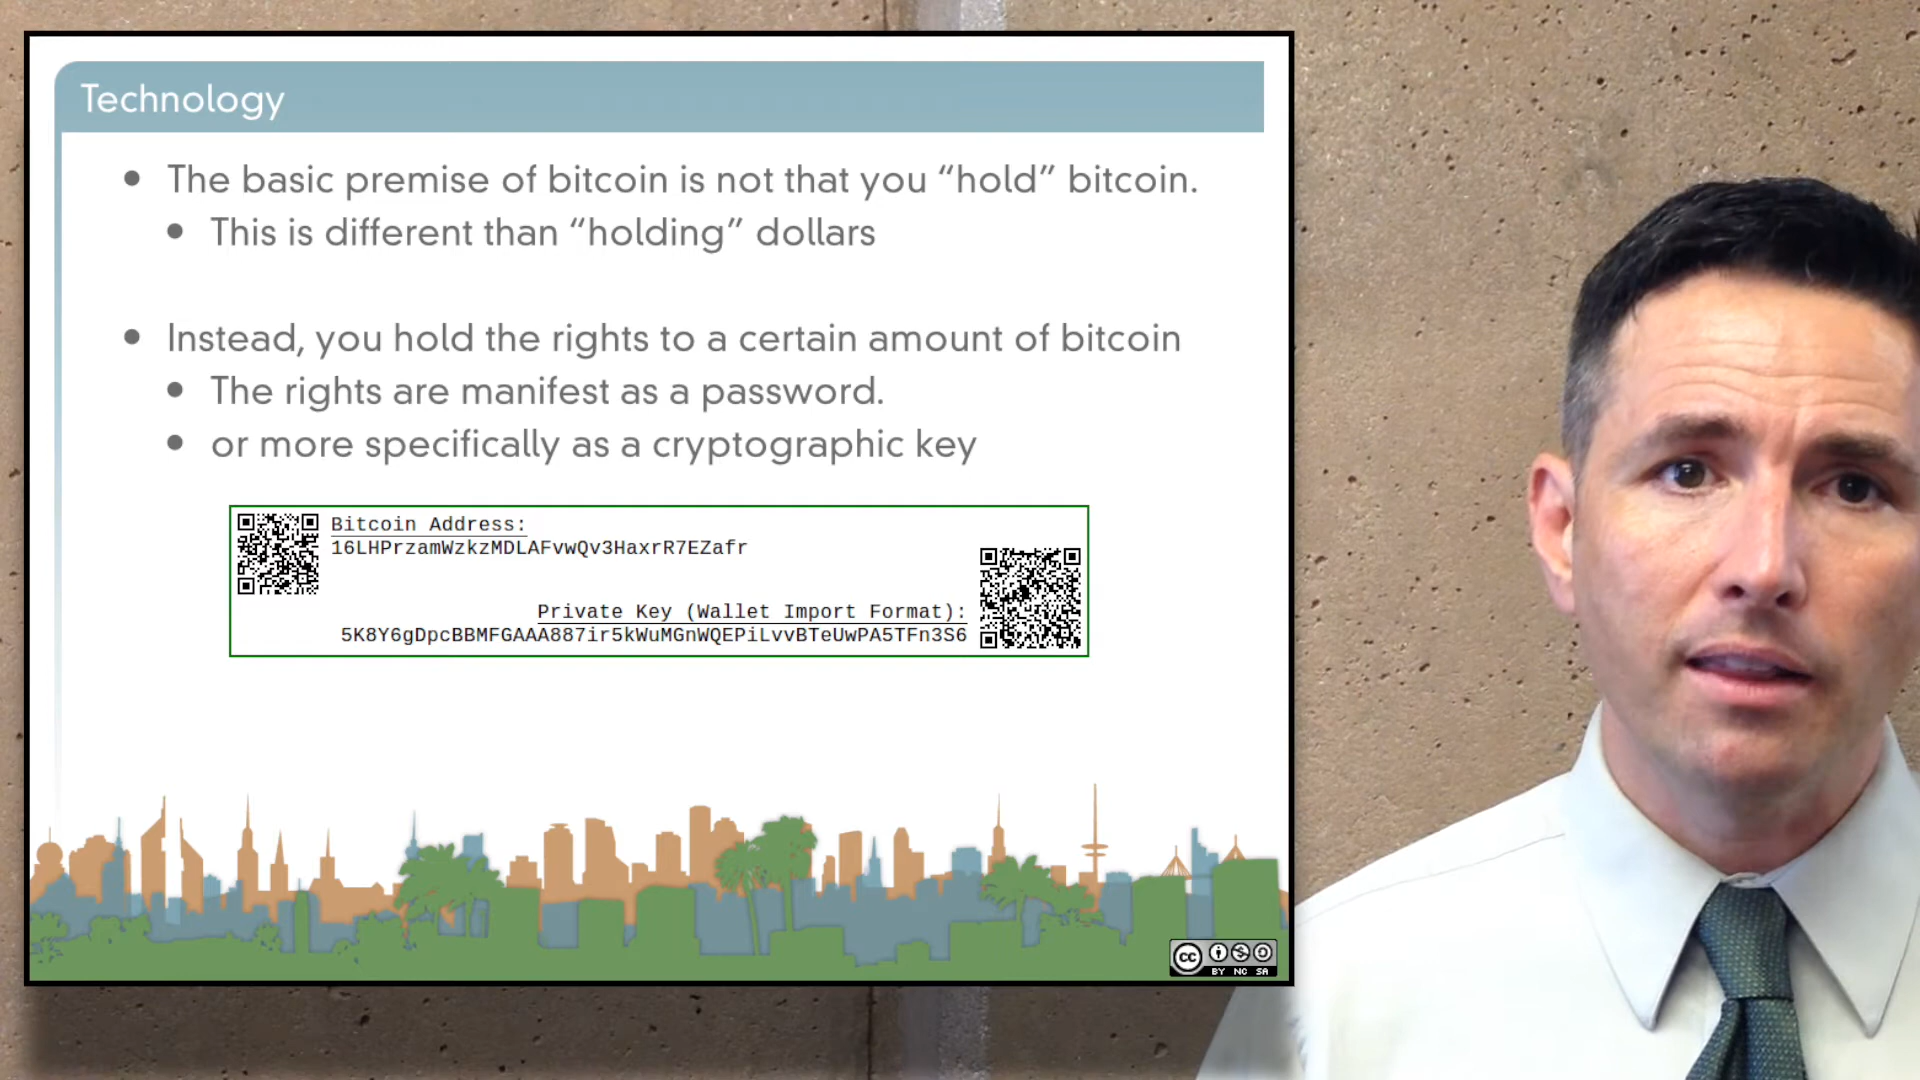 Technology
The basic premise of bitcoin is not that you “hold” bitcoin.
This is different than “holding” dollars
Instead, you hold the rights to a certain amount of bitcoin
The rights are manifest as a password.
or more specifically as a cryptographic key
Bitcoin Address:
16LHPrzamWzkzMDLAFvwQv3HaxrR7EZafr
Private Key (Wallet Import Format):
5K8Y6gDpcBBMFGAAA887ir5kWuMGnWQEPiLvvBTeUwPA5TFn3S6
cc
BY NC SA